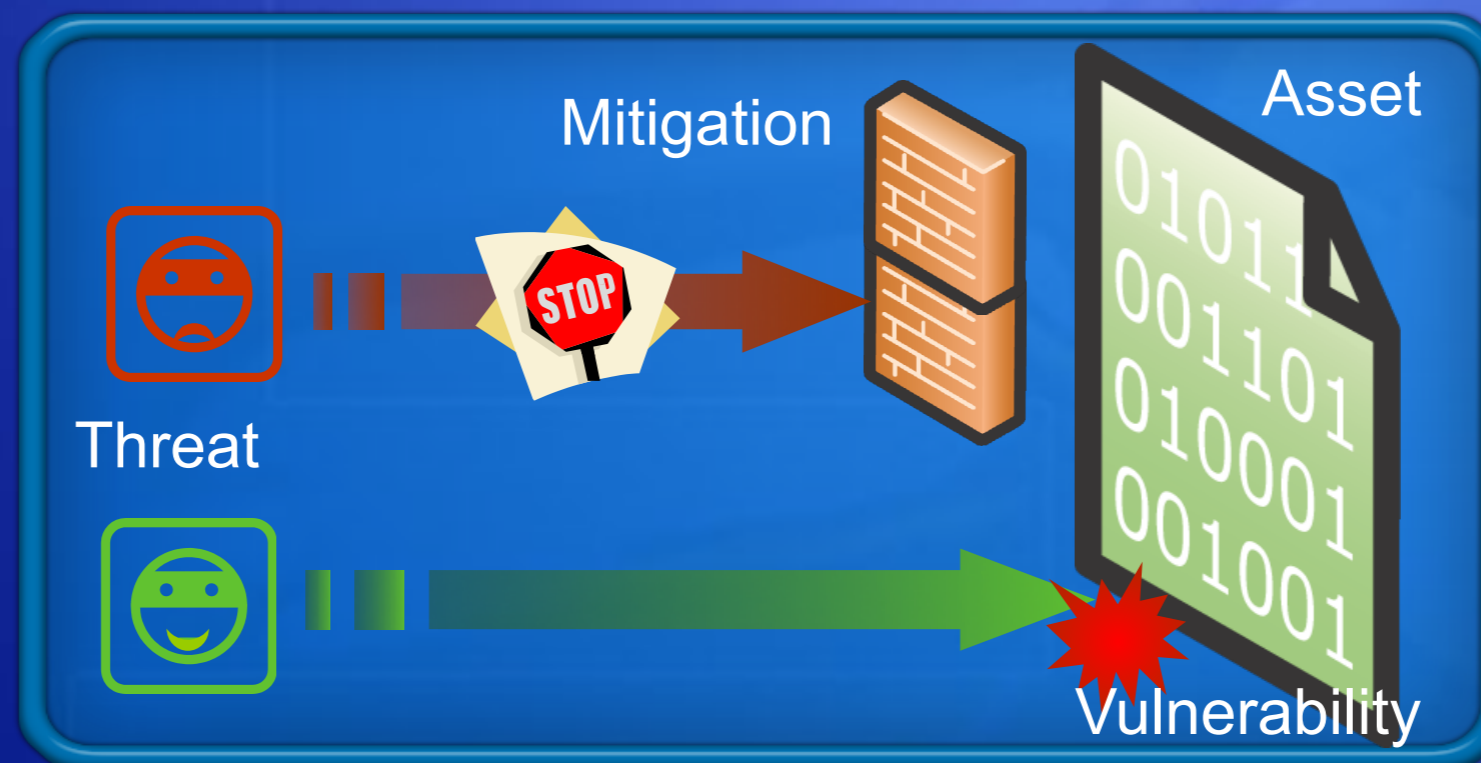 Asset
Mitigation
STOP
Threat
01011
001101
010001
001001
Vulnerability